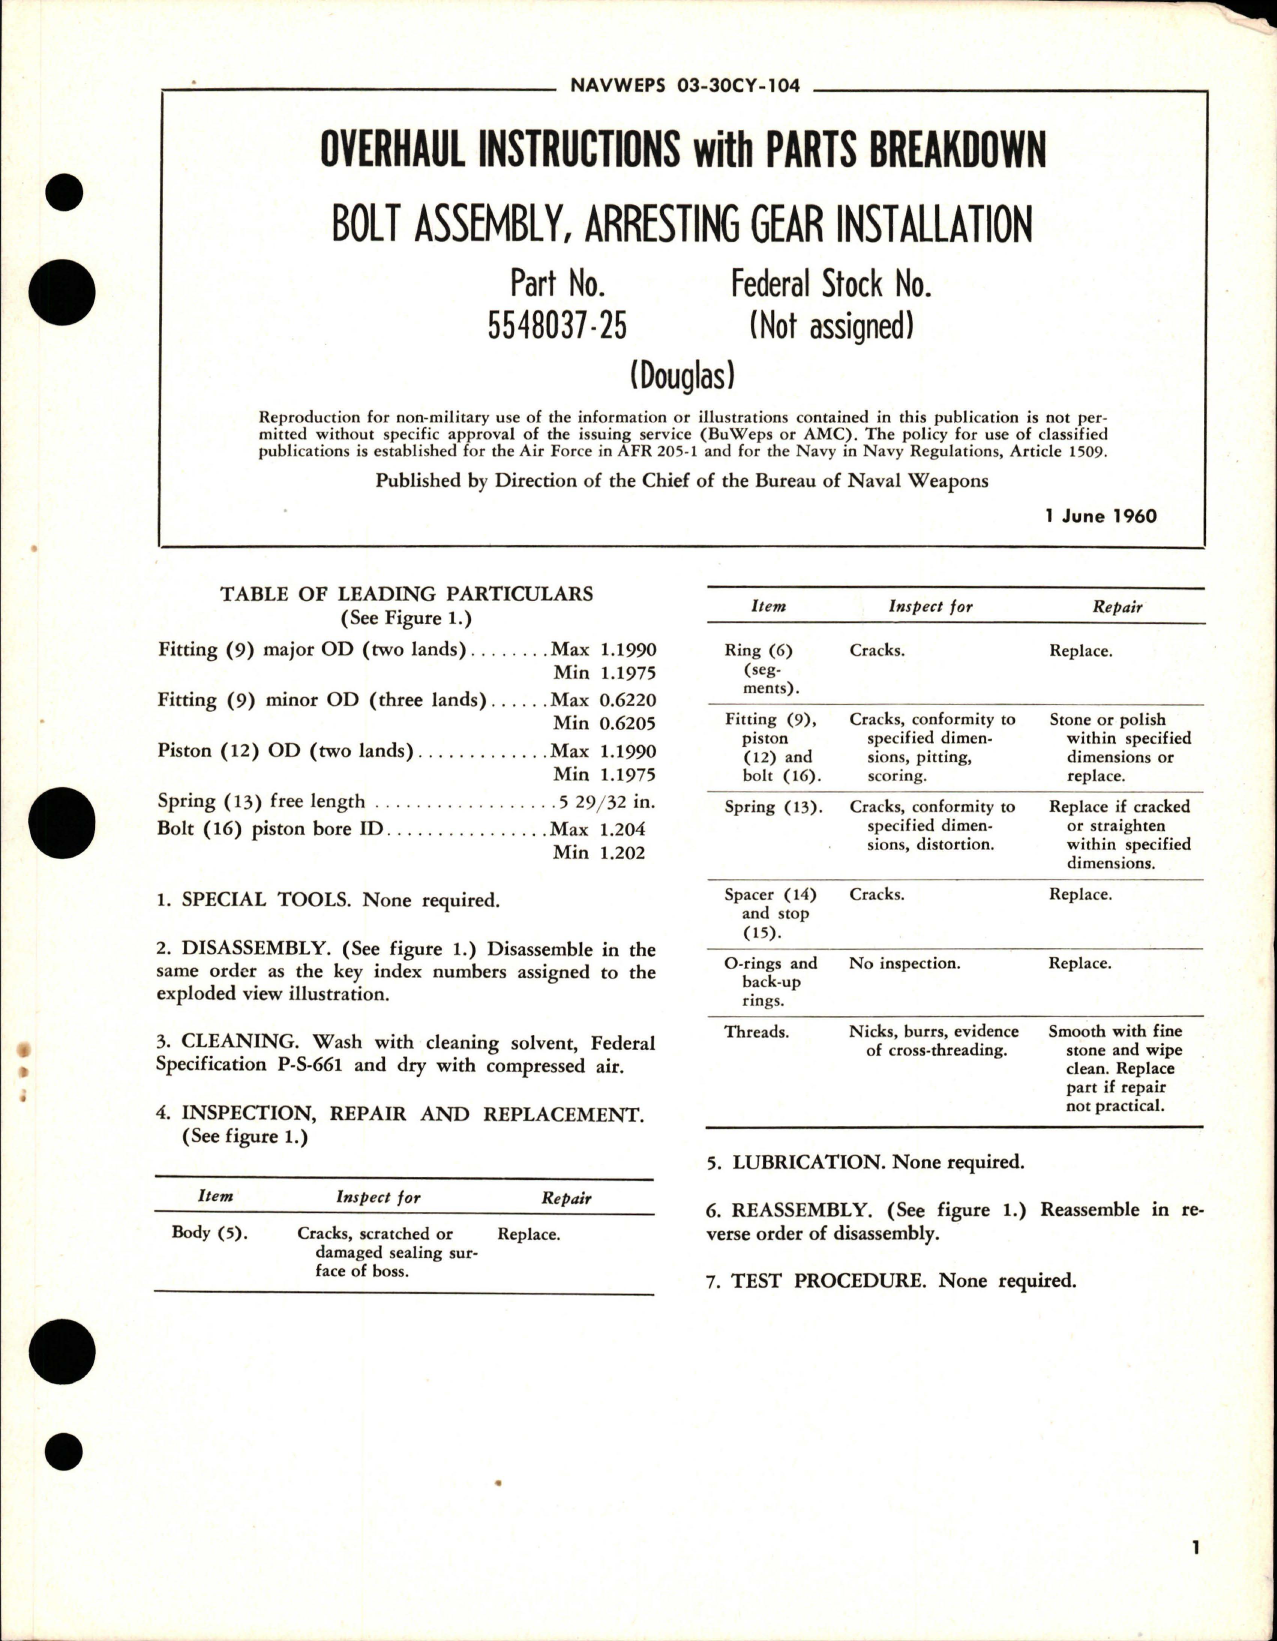 NAVWEPS 03-30CY-104
OVERHAUL INSTRUCTIONS with PARTS BREAKDOWN
BOLT ASSEMBLY, ARRESTING GEAR INSTALLATION
Part No. Federal Stock No.
5548037-25 (Not assigned)
(Douglas)
Reproduction for non-military use of the information or illustrations contained in this publication is not per-
mitted without specific approval of the issuing service (BuWeps or AMC). The policy for use of classified
publications is established for the Air Force in AFR 205-1 and for the Navy in Navy Regulations, Article 1509.
Published by Direction of the Chief of the Bureau of Naval Weapons
1 June 1960
TABLE OF LEADING PARTICULARS
(See Figure 1.)
Fitting (9) major OD (two lands)........Max 1.1990
Min 1.1975
Fitting (9) minor OD (three lands)......Max 0.6220
Min 0.6205
Piston (12) OD (two lands).............Max 1.1990
Min 1.1975
Spring (13) free length ..................5 29/32 in.
Bolt (16) piston bore ID................Max 1.204
Min 1.202
1. SPECIAL TOOLS. None required.
2. DISASSEMBLY. (See figure 1.) Disassemble in the
same order as the key index numbers assigned to the
exploded view illustration.
3. CLEANING. Wash with cleaning solvent, Federal
Specification P-S-661 and dry with compressed air.
4. INSPECTION, REPAIR AND REPLACEMENT.
(See figure 1.)
Item Inspect for Repair
Body (5). Cracks, scratched or Replace.
damaged sealing sur-
face of boss.
Item Inspect for Repair
Ring (6) Cracks. Replace.
(seg-
ments).
Fitting (9), Cracks, conformity to Stone or polish
piston specified dimen- within specified
(12) and sions, pitting, dimensions or
bolt (16). scoring. replace.
Spring (13). Cracks, conformity to Replace if cracked
specified dimen- or straighten
sions, distortion. within specified
dimensions.
Spacer (14) Cracks. Replace.
and stop
(15).
O-rings and No inspection. Replace.
back-up
rings.
Threads. Nicks, burrs, evidence Smooth with fine
of cross-threading. stone and wipe
clean. Replace
part if repair
not practical.
5. LUBRICATION. None required.
6. REASSEMBLY. (See figure 1.) Reassemble in re-
verse order of disassembly.
7. TEST PROCEDURE. None required.
1